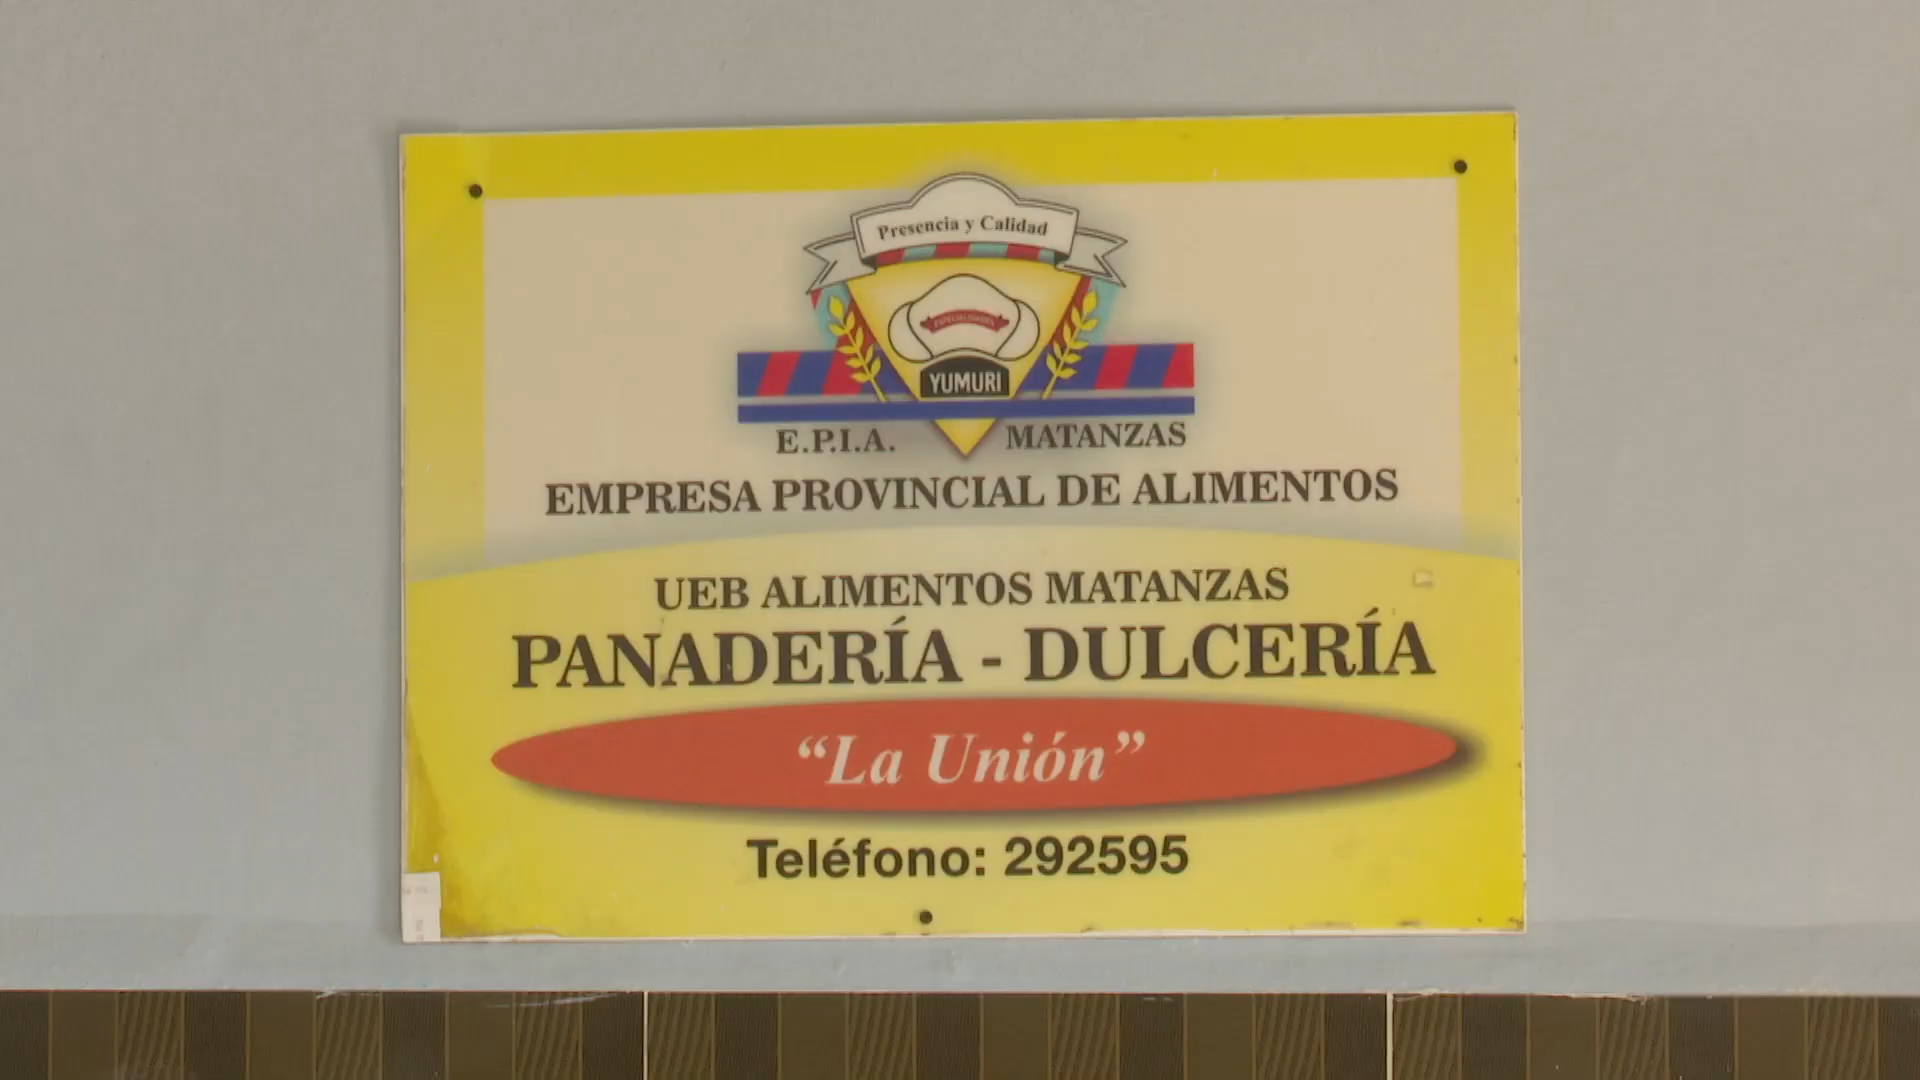 Presencia y Calidad
YUMURI
E.P.I.A. MATANZAS
EMPRESA PROVINCIAL DE ALIMENTOS
UEB ALIMENTOS MATANZAS
PANADERÍA - DULCERÍA
“La Unión”
Teléfono: 292595